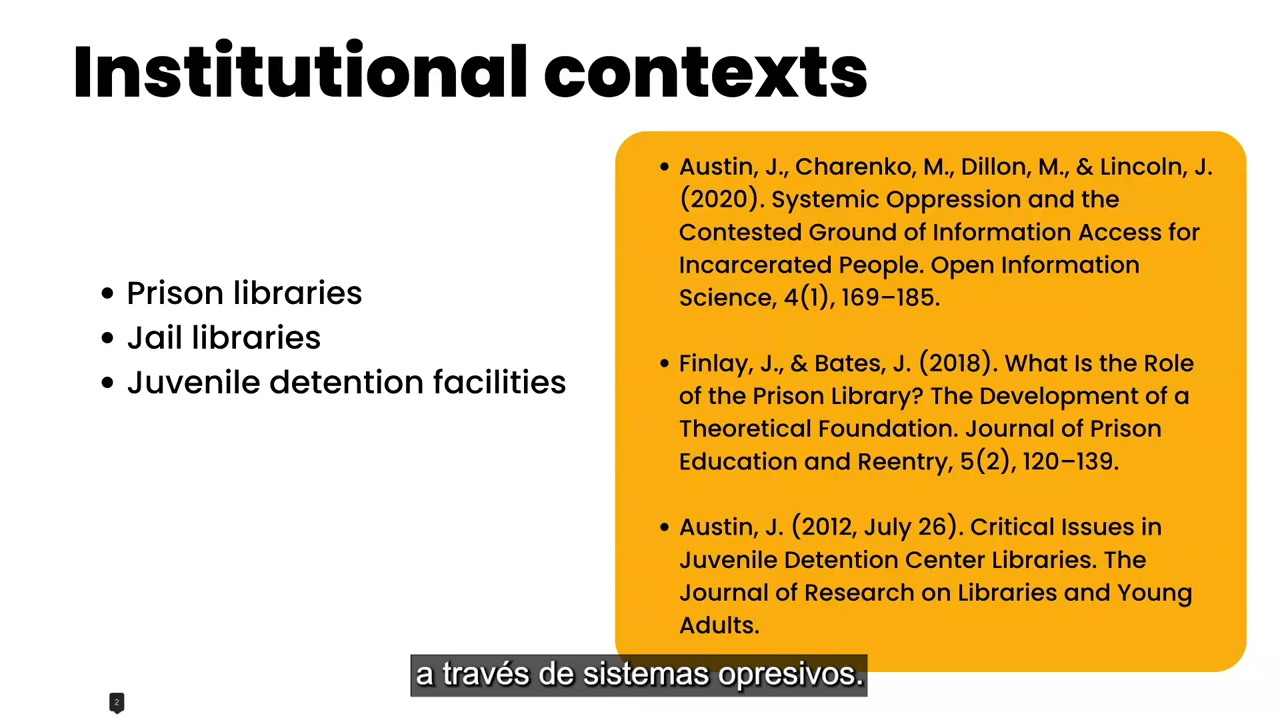 Institutional contexts
• Prison libraries
• Jail libraries
• Juvenile detention facilities
• Austin, J., Charenko, M., Dillon, M., & Lincoln, J.
(2020). Systemic Oppression and the
Contested Ground of Information Access for
Incarcerated People. Open Information
Science, 4(1), 169–185.
• Finlay, J., & Bates, J. (2018). What Is the Role
of the Prison Library? The Development of a
Theoretical Foundation. Journal of Prison
Education and Reentry, 5(2), 120–139.
• Austin, J. (2012, July 26). Critical Issues in
Juvenile Detention Center Libraries. The
Journal of Research on Libraries and Young
Adults.
a través de sistemas opresivos.
2